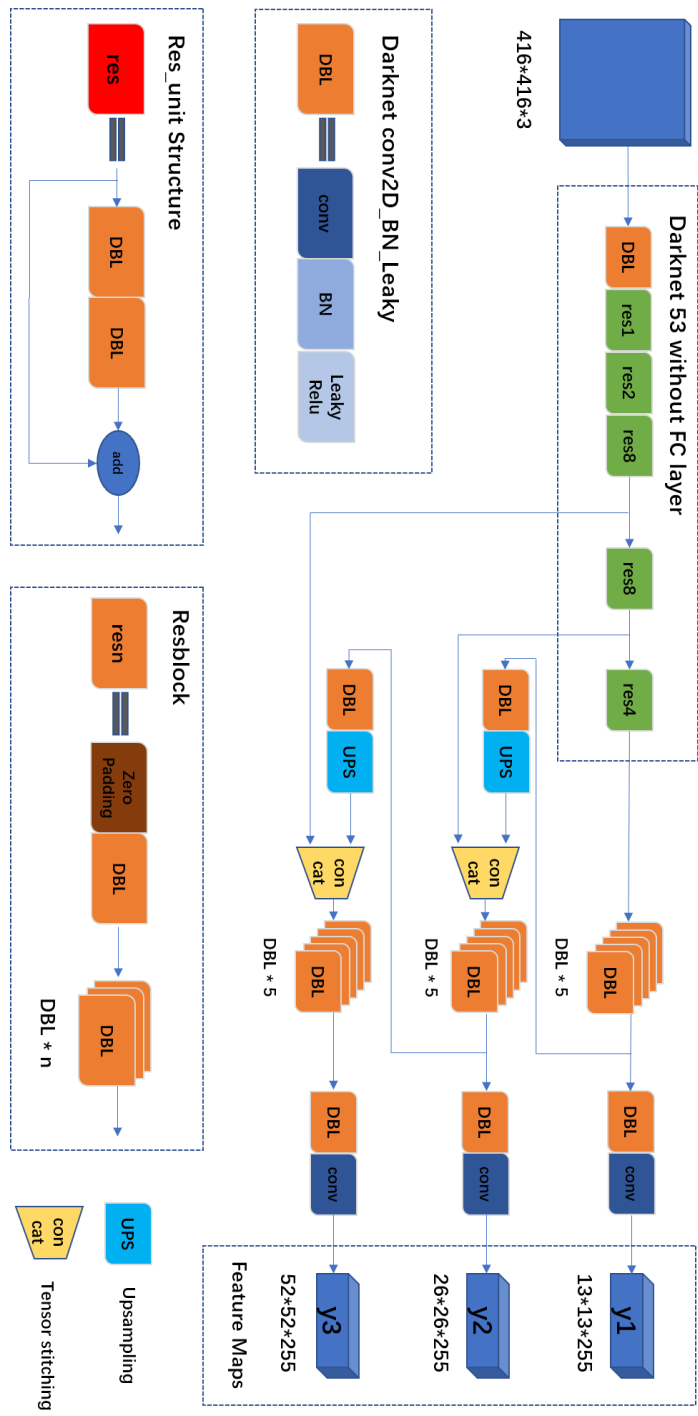 Darknet 53 without FC layer
416*416*3
DBL
res1
res2
res8
res8
res4
DBL
DBL * 5
DBL
conv
y1
13*13*255
DBL
UPS
con
cat
DBL
DBL * 5
DBL
conv
y2
26*26*255
DBL
UPS
con
cat
DBL
DBL * 5
DBL
conv
y3
52*52*255
Feature Maps
Darknet conv2D_BN_Leaky
DBL
conv
BN
Leaky
Relu
Res_unit Structure
res
DBL
DBL
add
Resblock
resn
Zero
Padding
DBL
DBL
DBL * n
UPS
Upsampling
con
cat
Tensor stitching